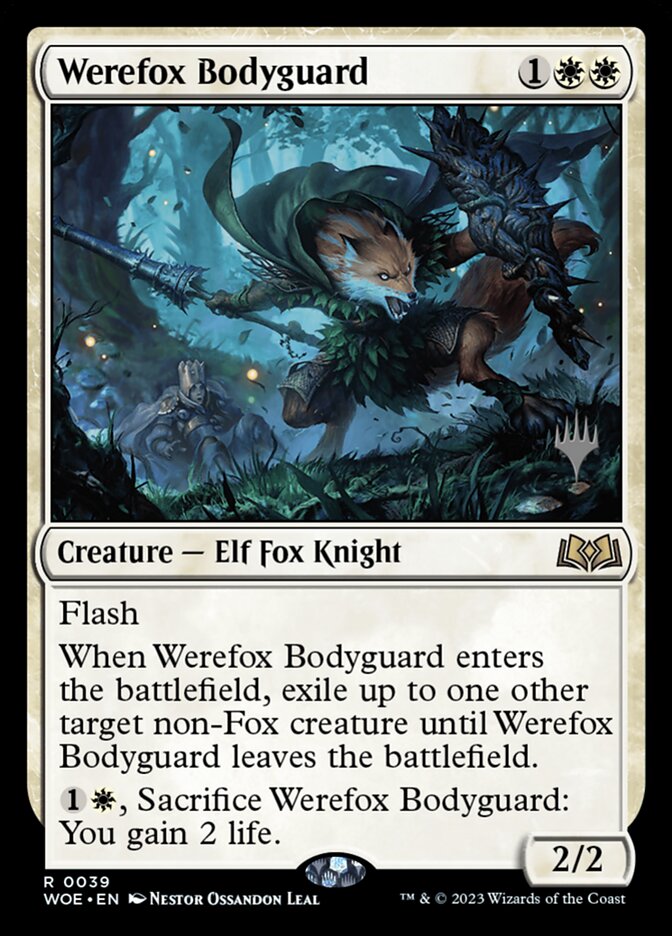 Werefox Bodyguard 1
Creature — Elf Fox Knight
Flash
When Werefox Bodyguard enters
the battlefield, exile up to one other
target non-Fox creature until Werefox
Bodyguard leaves the battlefield.
1, Sacrifice Werefox Bodyguard:
You gain 2 life.
2/2
R 0039
WOE • EN Nestor Ossandon Leal ™ & © 2023 Wizards of the Coast